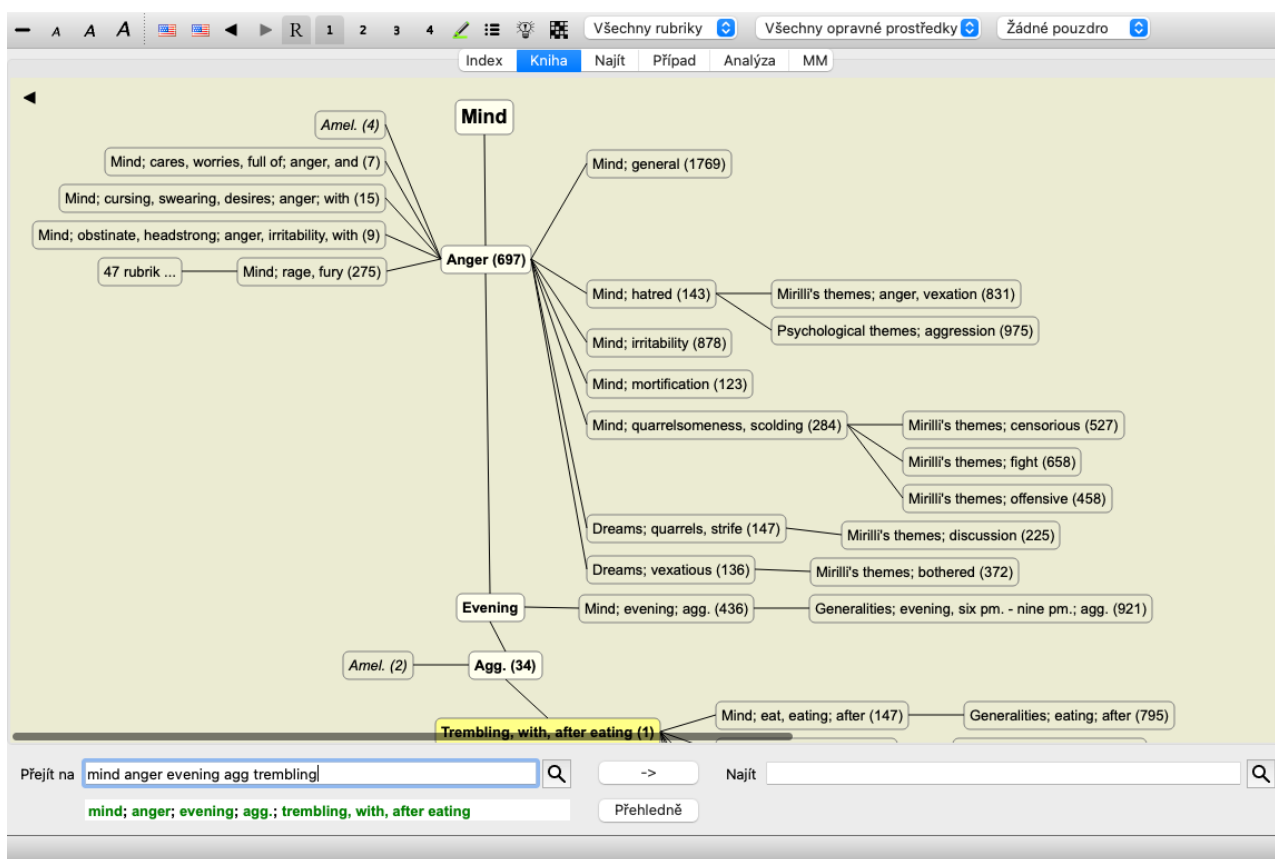 A A A R 1 2 3 4 Všechny rubriky Všechny opravné prostředky Žádné pouzdro
Index Kniha Najít Případ Analýza MM
Mind
Amel. (4)
Mind; cares, worries, full of; anger, and (7)
Mind; general (1769)
Mind; cursing, swearing, desires; anger; with (15)
Mind; obstinate, headstrong; anger, irritability, with (9)
Anger (697)
47 rubrik ... Mind; rage, fury (275)
Mind; hatred (143) Mirilli's themes; anger, vexation (831)
Psychological themes; aggression (975)
Mind; irritability (878)
Mind; mortification (123)
Mind; quarrelsomeness, scolding (284) Mirilli's themes; censorious (527)
Mirilli's themes; fight (658)
Mirilli's themes; offensive (458)
Dreams; quarrels, strife (147) Mirilli's themes; discussion (225)
Dreams; vexatious (136) Mirilli's themes; bothered (372)
Evening Mind; evening; agg. (436) Generalities; evening, six pm. - nine pm.; agg. (921)
Amel. (2) Agg. (34)
Trembling, with, after eating (1) Mind; eat, eating; after (147) Generalities; eating; after (795)
Přejít na mind anger evening agg trembling -> Najít
mind; anger; evening; agg.; trembling, with, after eating Přehledně